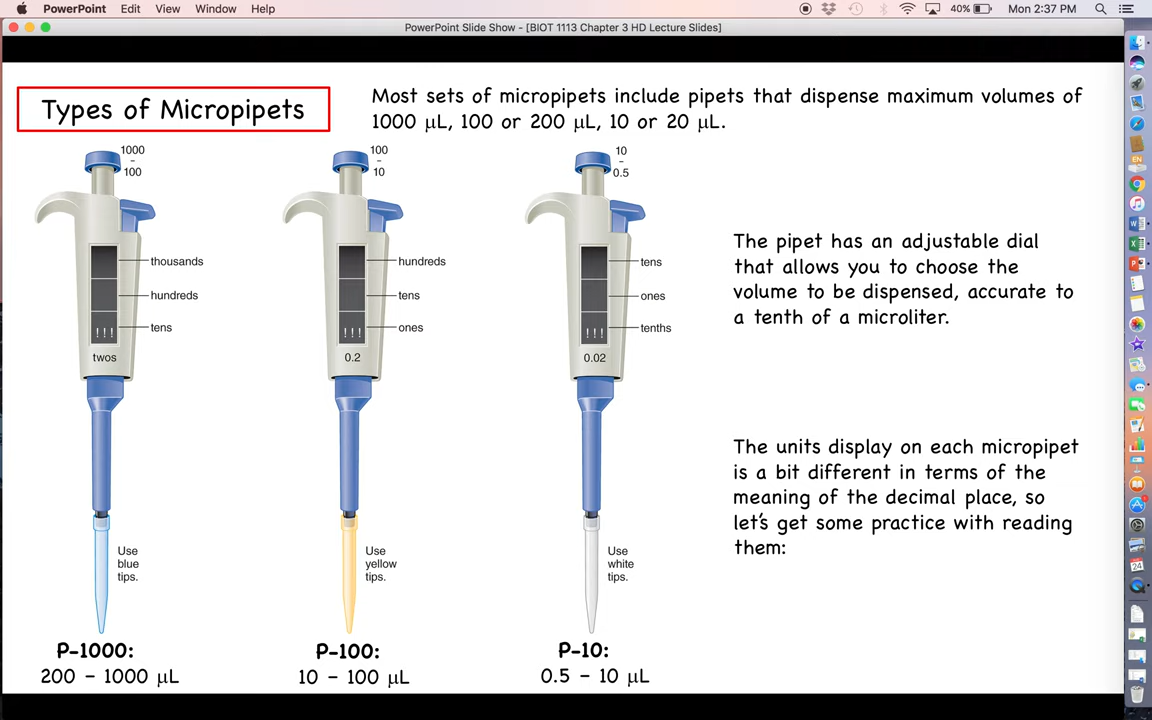 PowerPoint Edit View Window Help 40% Mon 2:37 PM
PowerPoint Slide Show - [BIOT 1113 Chapter 3 HD Lecture Slides]
Types of Micropipets
Most sets of micropipets include pipets that dispense maximum volumes of
1000 μL, 100 or 200 μL, 10 or 20 μL.
1000
-
100
thousands
hundreds
tens
! ! !
twos
Use
blue
tips.
P-1000:
200 - 1000 μL
100
-
10
hundreds
tens
ones
! ! !
0.2
Use
yellow
tips.
P-100:
10 - 100 μL
10
-
0.5
tens
ones
tenths
! ! !
0.02
Use
white
tips.
P-10:
0.5 - 10 μL
The pipet has an adjustable dial
that allows you to choose the
volume to be dispensed, accurate to
a tenth of a microliter.
The units display on each micropipet
is a bit different in terms of the
meaning of the decimal place, so
let's get some practice with reading
them:
EN
24